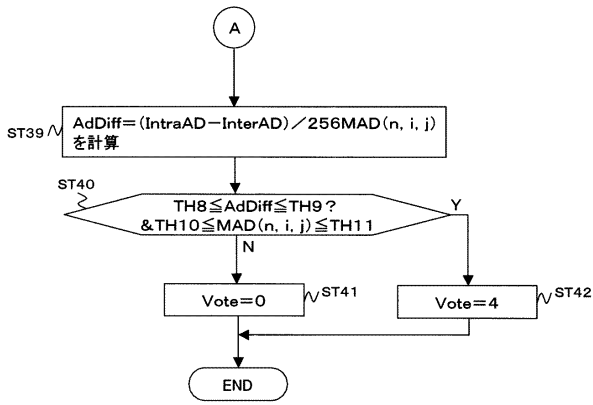 A
AdDiff=(IntraAD−InterAD)／256MAD(n, i, j)
を計算
ST39
ST40
TH8≦AdDiff≦TH9?
&TH10≦MAD(n, i, j)≦TH11
Y
N
Vote=0
ST41
Vote=4
ST42
END